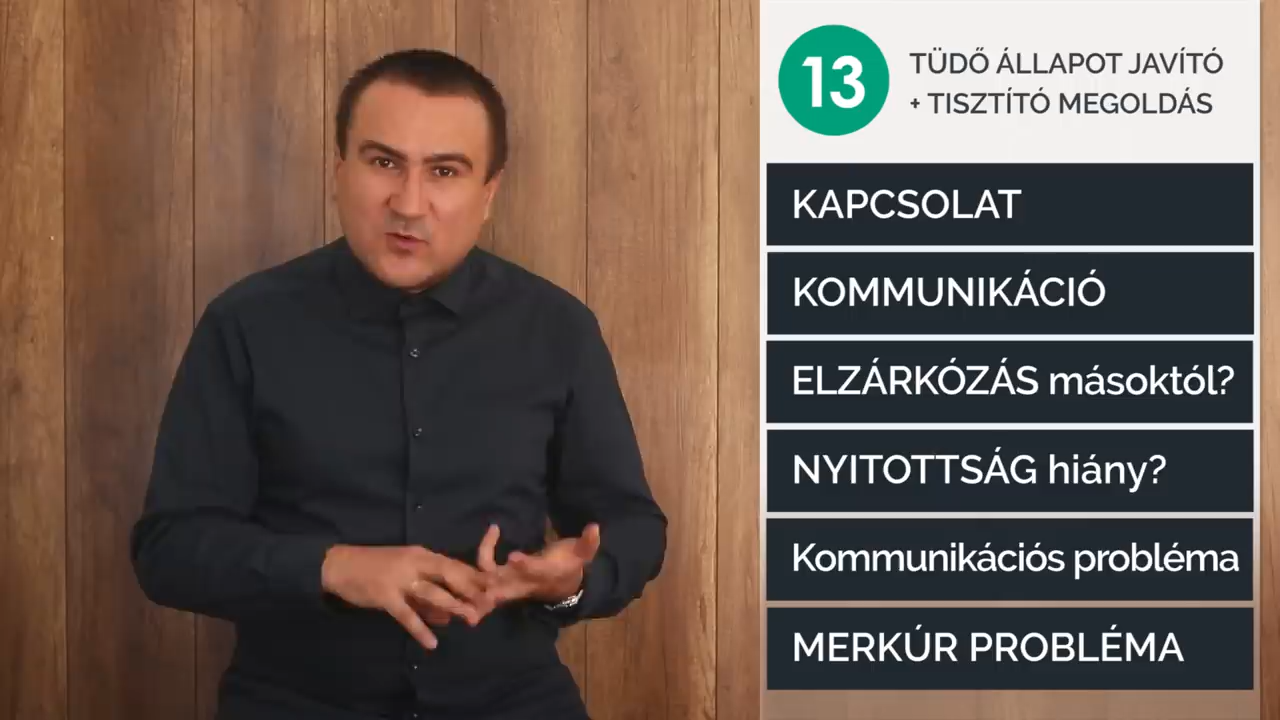 13
TÜDŐ ÁLLAPOT JAVÍTÓ
+ TISZTÍTÓ MEGOLDÁS
KAPCSOLAT
KOMMUNIKÁCIÓ
ELZÁRKÓZÁS másoktól?
NYITOTTSÁG hiány?
Kommunikációs probléma
MERKÚR PROBLÉMA